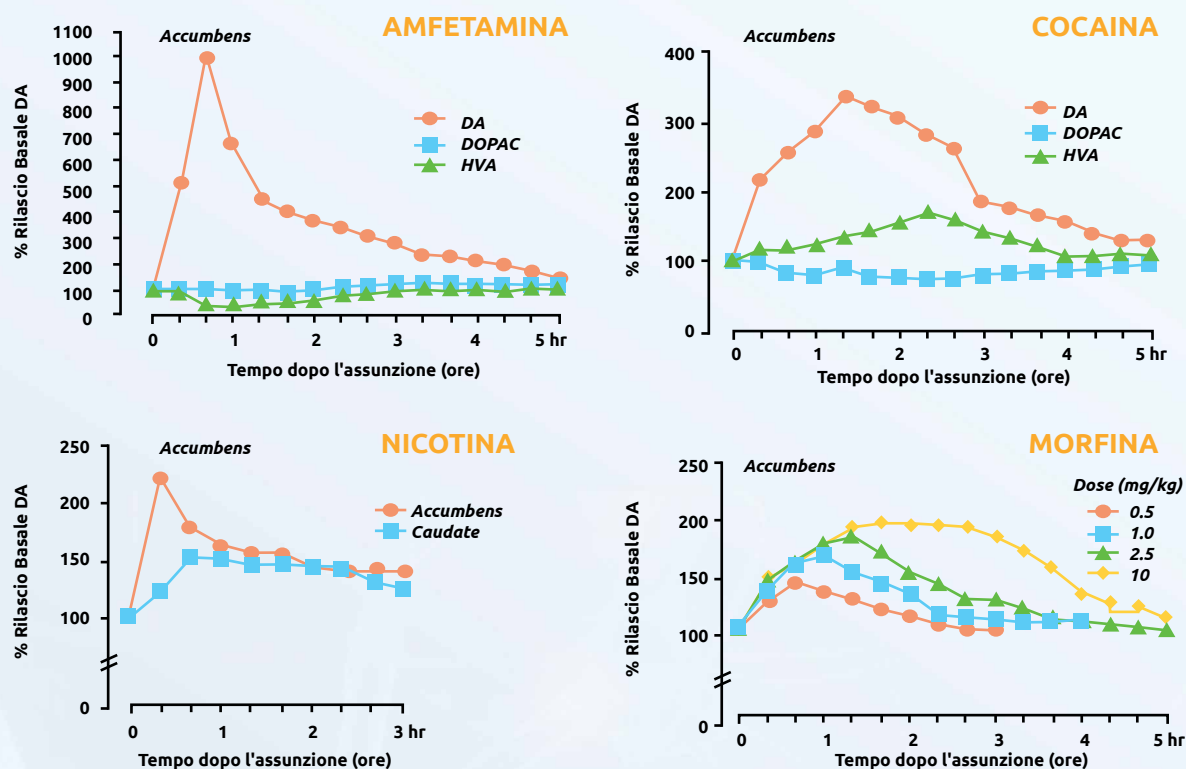 AMFETAMINA
Accumbens
% Rilascio Basale DA
1100
1000
900
800
700
600
500
400
300
200
100
0
DA
DOPAC
HVA
0 1 2 3 4 5 hr
Tempo dopo l'assunzione (ore)
COCAINA
Accumbens
% Rilascio Basale DA
400
300
200
100
0
DA
DOPAC
HVA
0 1 2 3 4 5 hr
Tempo dopo l'assunzione (ore)
NICOTINA
Accumbens
% Rilascio Basale DA
250
200
150
100
0
Accumbens
Caudate
0 1 2 3 hr
Tempo dopo l'assunzione (ore)
MORFINA
Accumbens
% Rilascio Basale DA
250
200
150
100
0
Dose (mg/kg)
0.5
1.0
2.5
10
0 1 2 3 4 5 hr
Tempo dopo l'assunzione (ore)